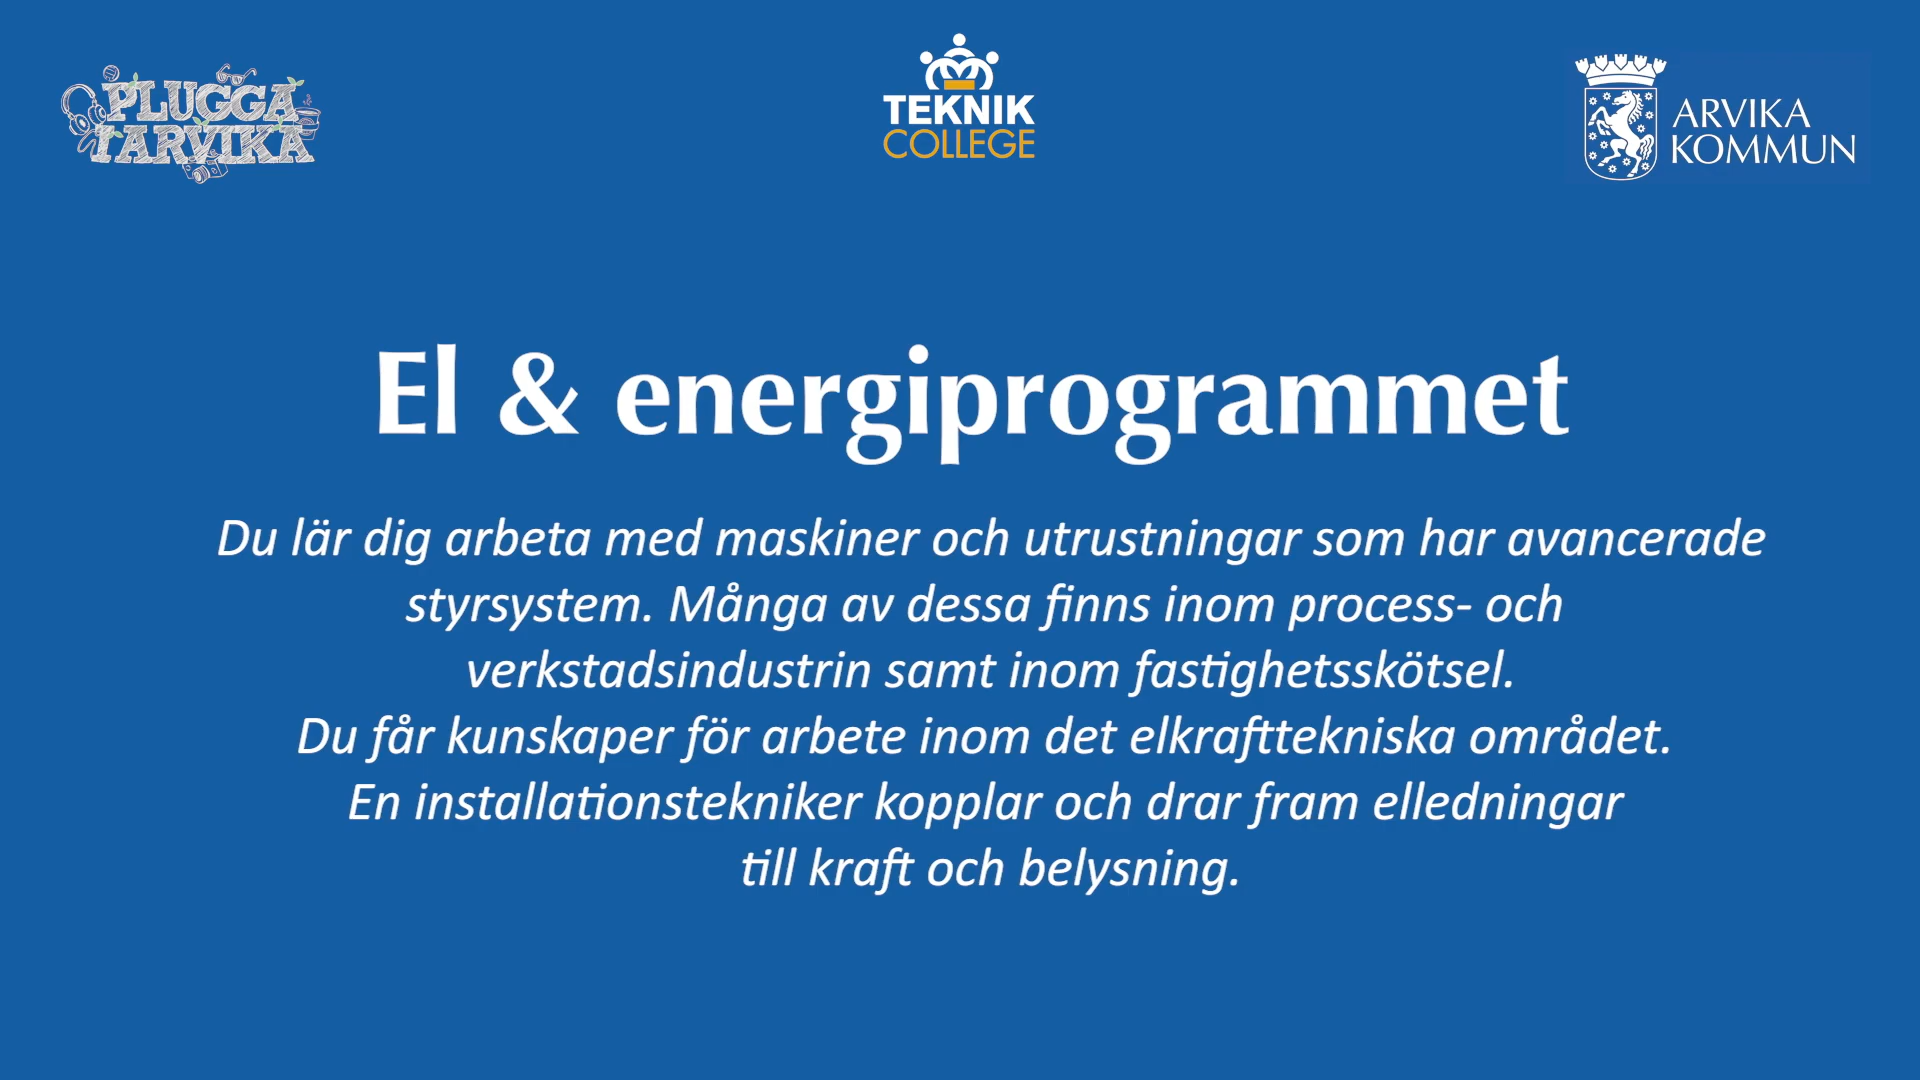 PLUGGA
I ARVIKA
TEKNIK
COLLEGE
ARVIKA
KOMMUN
El & energiprogrammet
Du lär dig arbeta med maskiner och utrustningar som har avancerade
styrsystem. Många av dessa finns inom process- och
verkstadsindustrin samt inom fastighetsskötsel.
Du får kunskaper för arbete inom det elkrafttekniska området.
En installationstekniker kopplar och drar fram elledningar
till kraft och belysning.